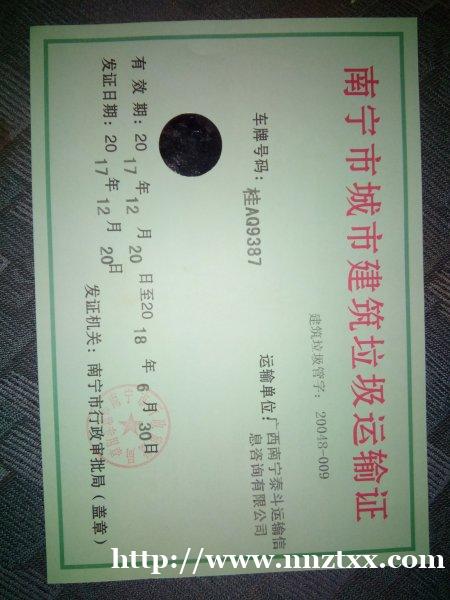 南宁市城市建筑垃圾运输证
建筑垃圾管字：20048-009
车牌号码：桂AQ9387
运输单位：广西南宁泰斗运输信
息咨询有限公司
有效期：2017年12月20日至2018年6月30日
发证日期：2017年12月20日
发证机关：南宁市行政审批局（盖章）
http://www.nnztxx.com/